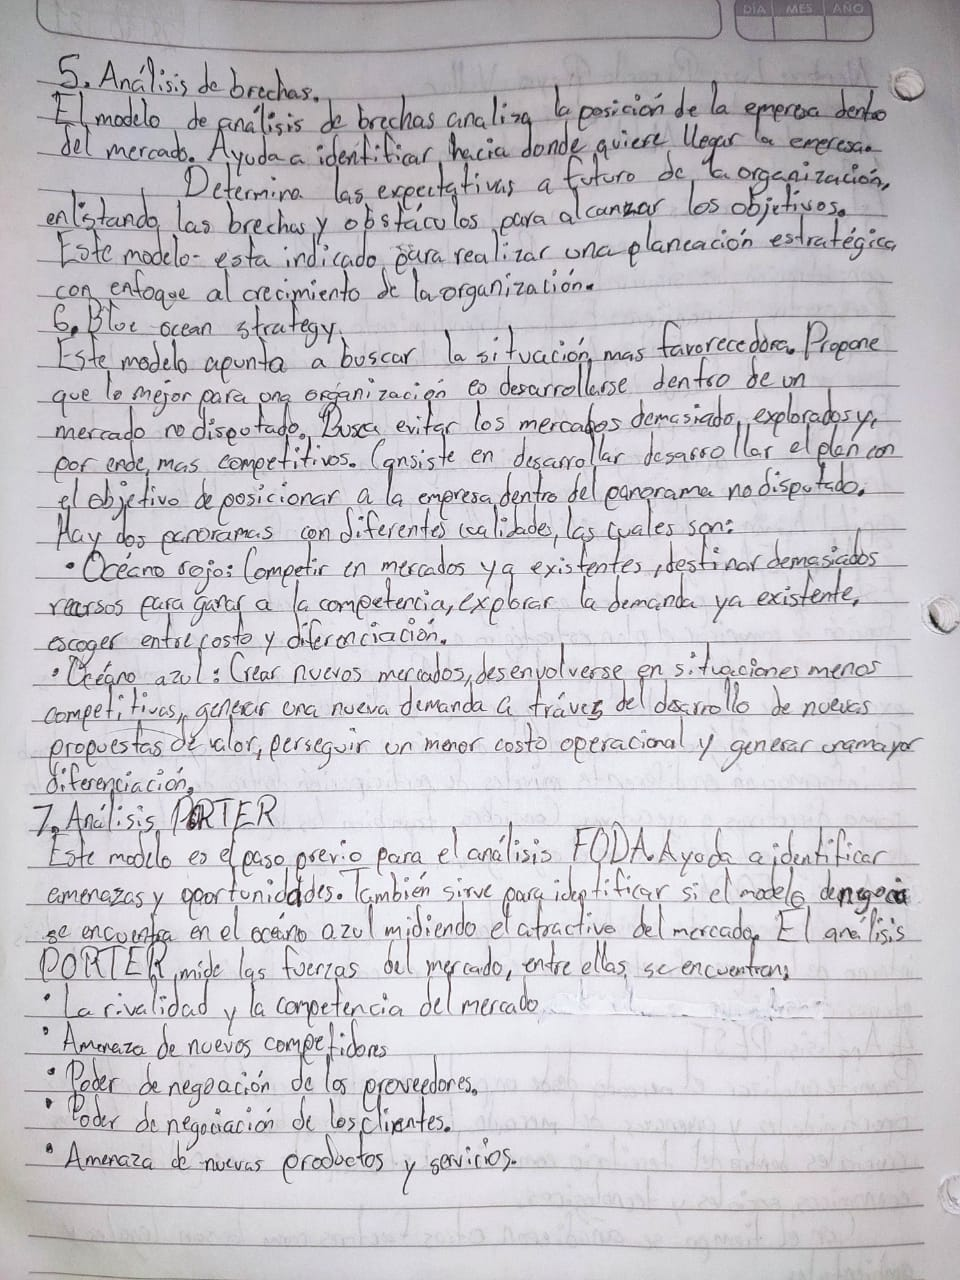 DÍA MES AÑO
5. Análisis de brechas.
El modelo de análisis de brechas analiza la posición de la empresa dentro
del mercado. Ayuda a identificar hacia donde quiere llegar la empresa.
Determina las expectativas a futuro de la organización,
enlistando las brechas y obstáculos para alcanzar los objetivos.
Este modelo esta indicado para realizar una planeación estratégica
con enfoque al crecimiento de la organización.
6. Blue ocean strategy.
Este modelo apunta a buscar la situación mas favorecedora. Propone
que lo mejor para una organización es desarrollarse dentro de un
mercado no disputado. Busca evitar los mercados demasiado explorados y,
por ende, mas competitivos. Consiste en desarrollar desarrollar el plan con
el objetivo de posicionar a la empresa dentro del panorama no disputado.
Hay dos panoramas con diferentes cualidades, las cuales son:
• Océano rojo: Competir en mercados ya existentes, destinar demasiados
recursos para ganar a la competencia, explorar la demanda ya existente,
escoger entre costo y diferenciación.
• Océano azul: Crear nuevos mercados, desenvolverse en situaciones menos
competitivas, generar una nueva demanda a través del desarrollo de nuevas
propuestas de valor, perseguir un menor costo operacional y generar una mayor
diferenciación.
7. Análisis PORTER
Este modelo es el paso previo para el análisis FODA. Ayuda a identificar
amenazas y oportunidades. También sirve para identificar si el modelo de negocio
se encuentra en el océano azul midiendo el atractivo del mercado. El análisis
PORTER mide las fuerzas del mercado, entre ellas se encuentran:
• La rivalidad y la competencia del mercado
• Amenaza de nuevos competidores
• Poder de negoación de los proveedores.
• Poder de negociación de los clientes.
• Amenaza de nuevas productos y servicios.